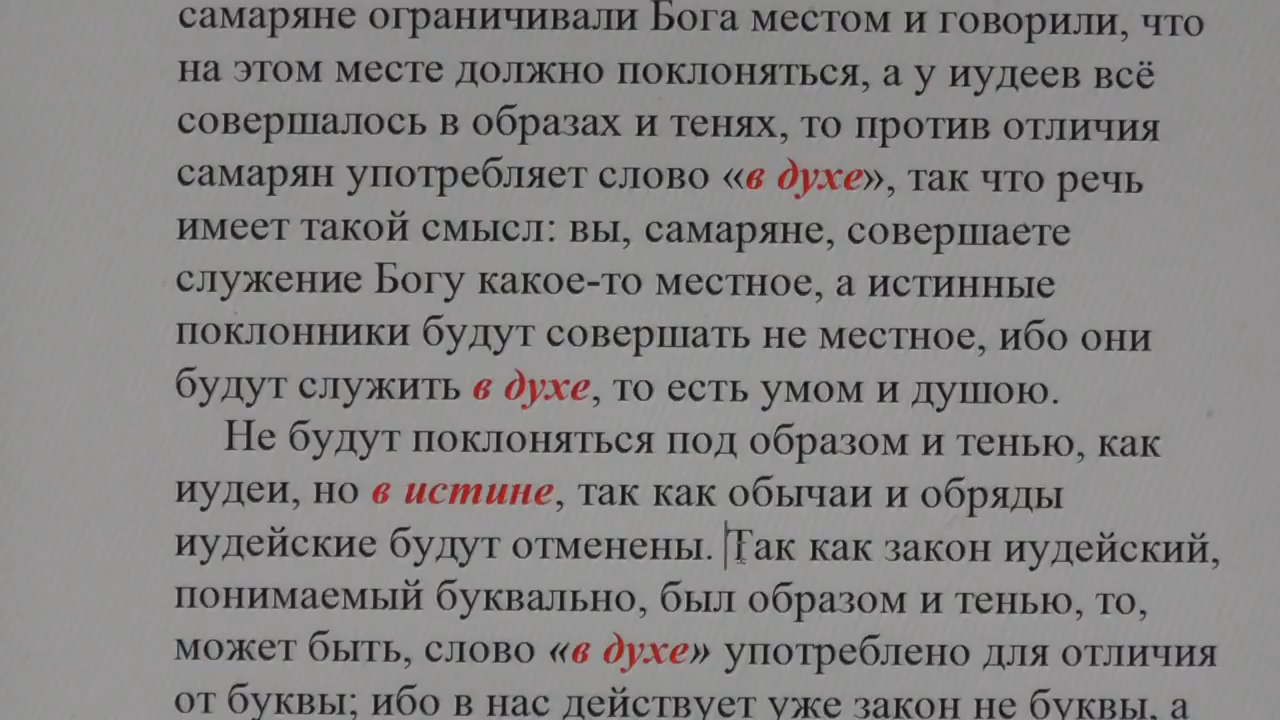 самаряне ограничивали Бога местом и говорили, что
на этом месте должно поклоняться, а у иудеев всё
совершалось в образах и тенях, то против отличия
самарян употребляет слово «в духе», так что речь
имеет такой смысл: вы, самаряне, совершаете
служение Богу какое-то местное, а истинные
поклонники будут совершать не местное, ибо они
будут служить в духе, то есть умом и душою.
Не будут поклоняться под образом и тенью, как
иудеи, но в истине, так как обычаи и обряды
иудейские будут отменены. Так как закон иудейский,
понимаемый буквально, был образом и тенью, то,
может быть, слово «в духе» употреблено для отличия
от буквы; ибо в нас действует уже закон не буквы, а